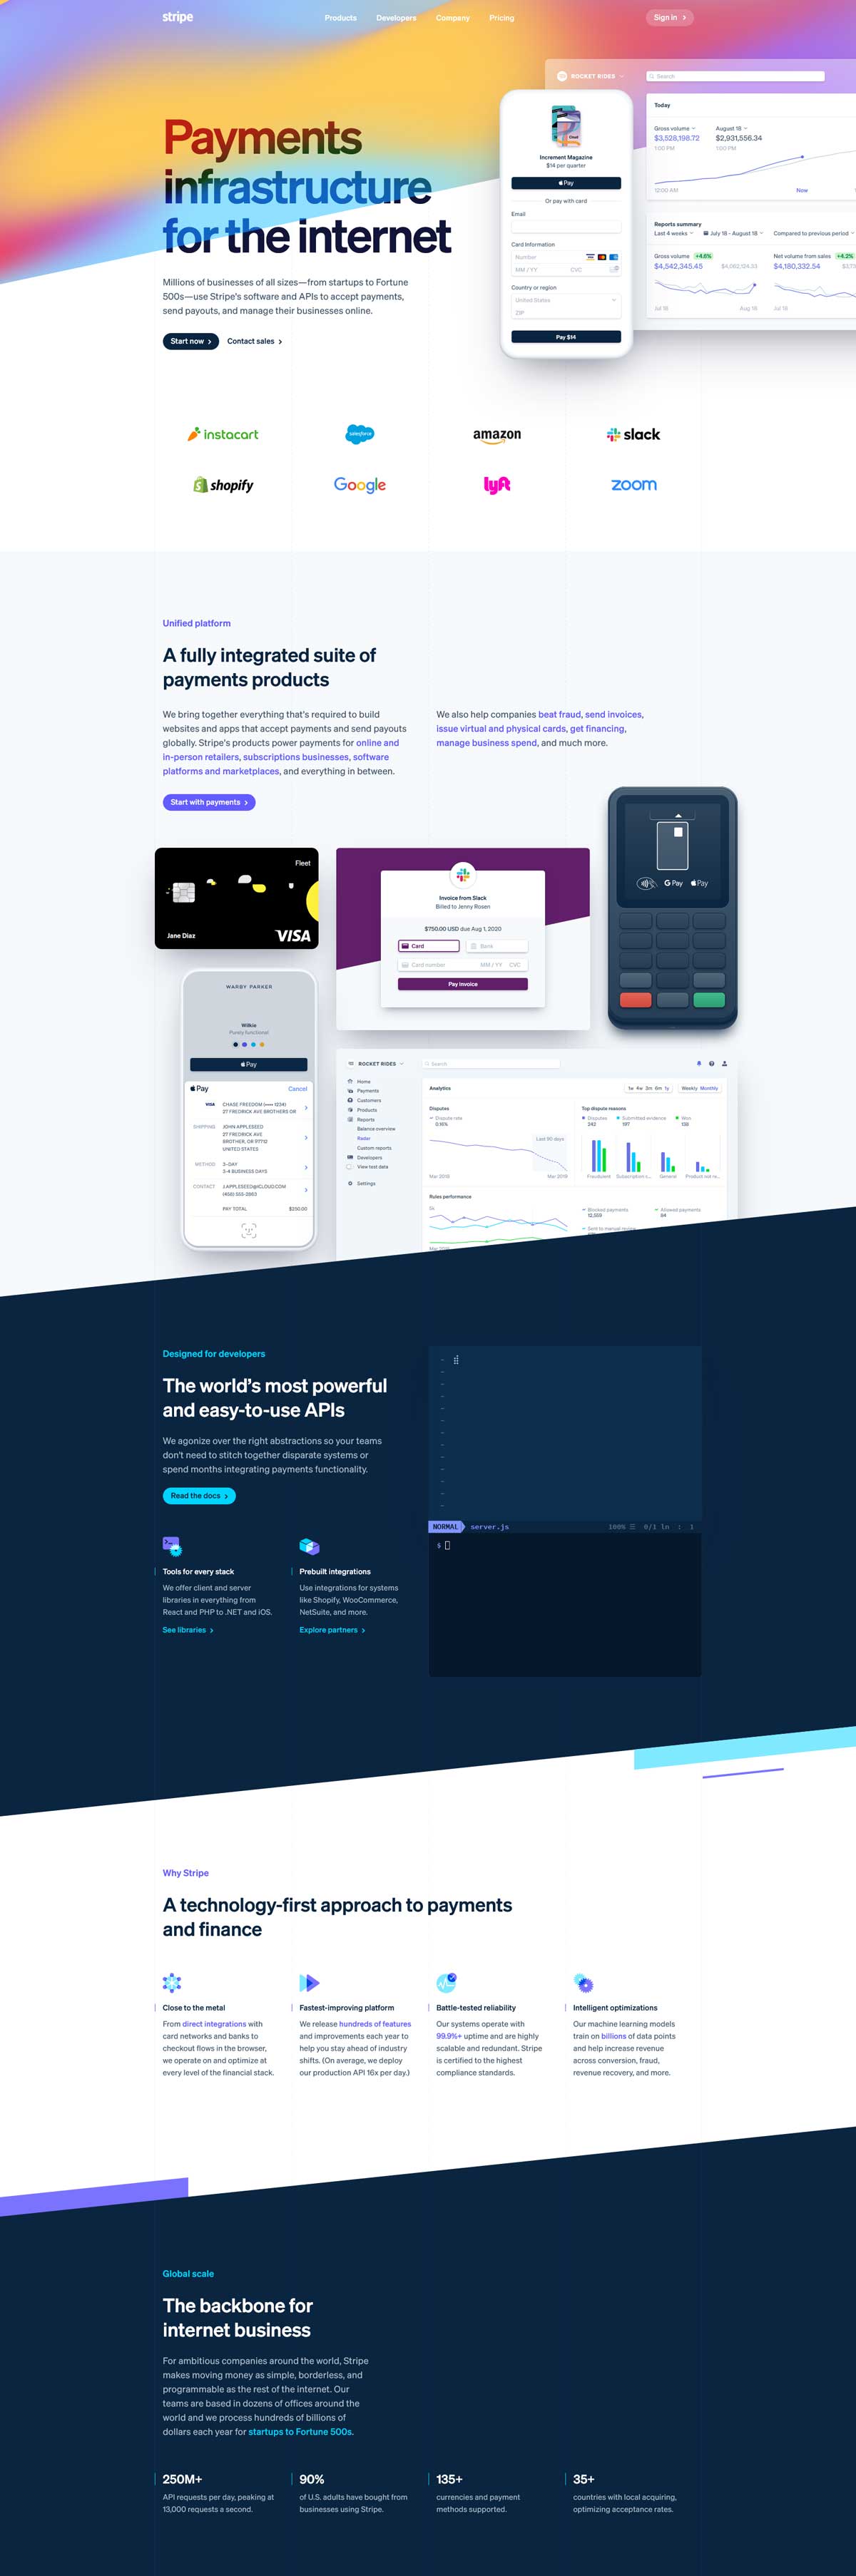 stripe
Products
Developers
Company
Pricing
Sign in
Payments
infrastructure
for the internet
Millions of businesses of all sizes—from startups to Fortune
500s—use Stripe's software and APIs to accept payments,
send payouts, and manage their businesses online.
Start now
Contact sales
Increment Magazine
$14 per quarter
Pay
Or pay with card
Email
Card Information
Number
MM / YY
CVC
Country or region
United States
ZIP
Pay $14
ROCKET RIDES
Search
Today
Gross volume
August 16
$3,528,198.72
$2,931,556.34
1:00 PM
1:00 PM
12:00 AM
Now
Reports summary
Last 4 weeks
July 18 – August 18
Compared to previous period
Gross volume +4.6%
Net volume from sales +4.2%
$4,542,345.45
$4,180,332.54
Jul 18
Aug 18
Jul 18
instacart
salesforce
amazon
slack
shopify
Google
lyft
zoom
Unified platform
A fully integrated suite of
payments products
We bring together everything that's required to build
websites and apps that accept payments and send payouts
globally. Stripe's products power payments for online and
in-person retailers, subscriptions businesses, software
platforms and marketplaces, and everything in between.
We also help companies beat fraud, send invoices,
issue virtual and physical cards, get financing,
manage business spend, and much more.
Start with payments
Fleet
Jane Diaz
VISA
Invoice from Slack
Billed to Jenny Rosen
$750.00 USD due Aug 1, 2020
Card
Bank
Card number
MM / YY
CVC
Pay Invoice
G Pay
Pay
WARBY PARKER
Wilkie
Purely functional
Pay
Pay
Cancel
VISA
CHASE FREEDOM (•••• 1234)
27 FREDRICK AVE BROTHERS OR
SHIPPING
JOHN APPLESEED
27 FREDRICK AVE
BROTHER, OR 97712
UNITED STATES
METHOD
3-DAY
3-4 BUSINESS DAYS
CONTACT
J.APPLESEED@ICLOUD.COM
(458) 555-2863
PAY TOTAL
$250.00
ROCKET RIDES
Search
Home
Payments
Customers
Products
Reports
Balance overview
Radar
Custom reports
Developers
View test data
Settings
Analytics
1w 4w 3m 6m 1y
Weekly Monthly
Disputes
Dispute rate
0.16%
Last 90 days
Mar 2019
Mar 2019
Top dispute reasons
Disputes
242
Submitted evidence
197
Won
138
Fraudulent
Subscription c...
General
Product not re...
Rules performance
Blocked payments
12,559
Allowed payments
94
Sent to manual review
Designed for developers
The world's most powerful
and easy-to-use APIs
We agonize over the right abstractions so your teams
don't need to stitch together disparate systems or
spend months integrating payments functionality.
Read the docs
Tools for every stack
We offer client and server
libraries in everything from
React and PHP to .NET and iOS.
See libraries
Prebuilt integrations
Use integrations for systems
like Shopify, WooCommerce,
NetSuite, and more.
Explore partners
NORMAL
server.js
100% ☰ 0/1 ln : 1
$
Why Stripe
A technology-first approach to payments
and finance
Close to the metal
From direct integrations with
card networks and banks to
checkout flows in the browser,
we operate on and optimize at
every level of the financial stack.
Fastest-improving platform
We release hundreds of features
and improvements each year to
help you stay ahead of industry
shifts. (On average, we deploy
our production API 16x per day.)
Battle-tested reliability
Our systems operate with
99.9%+ uptime and are highly
scalable and redundant. Stripe
is certified to the highest
compliance standards.
Intelligent optimizations
Our machine learning models
train on billions of data points
and help increase revenue
across conversion, fraud,
revenue recovery, and more.
Global scale
The backbone for
internet business
For ambitious companies around the world, Stripe
makes moving money as simple, borderless, and
programmable as the rest of the internet. Our
teams are based in dozens of offices around the
world and we process hundreds of billions of
dollars each year for startups to Fortune 500s.
250M+
API requests per day, peaking at
13,000 requests a second.
90%
of U.S. adults have bought from
businesses using Stripe.
135+
currencies and payment
methods supported.
35+
countries with local acquiring,
optimizing acceptance rates.